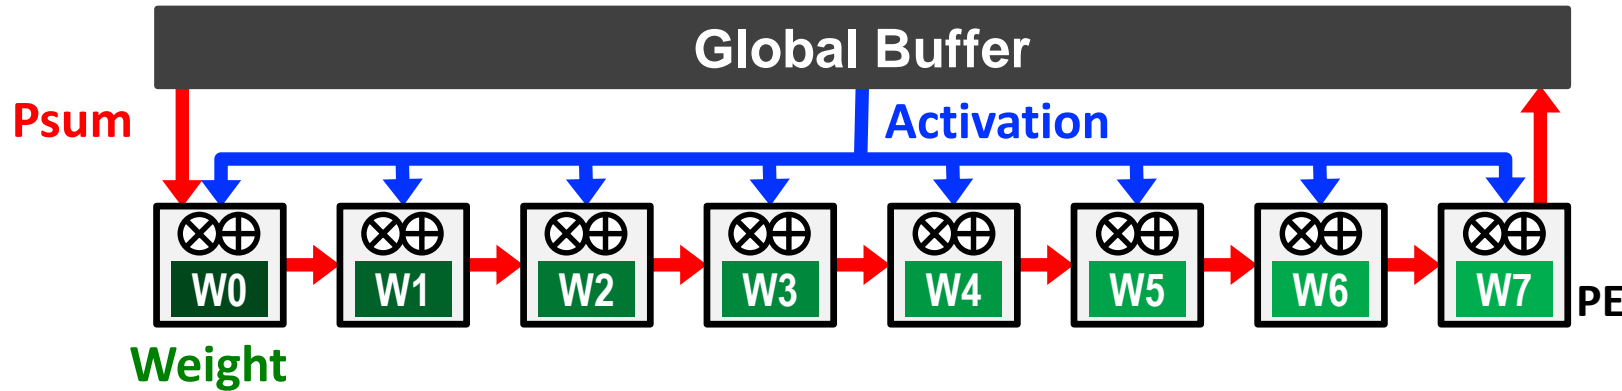 Global Buffer
Psum
Activation
W0 W1 W2 W3 W4 W5 W6 W7
PE
Weight